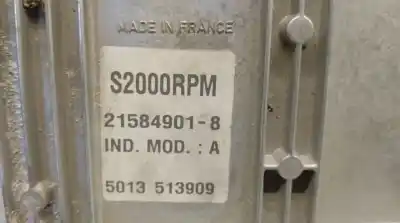 MADE IN FRANCE
S2000RPM
21584901-8
IND. MOD. : A
5013 513909